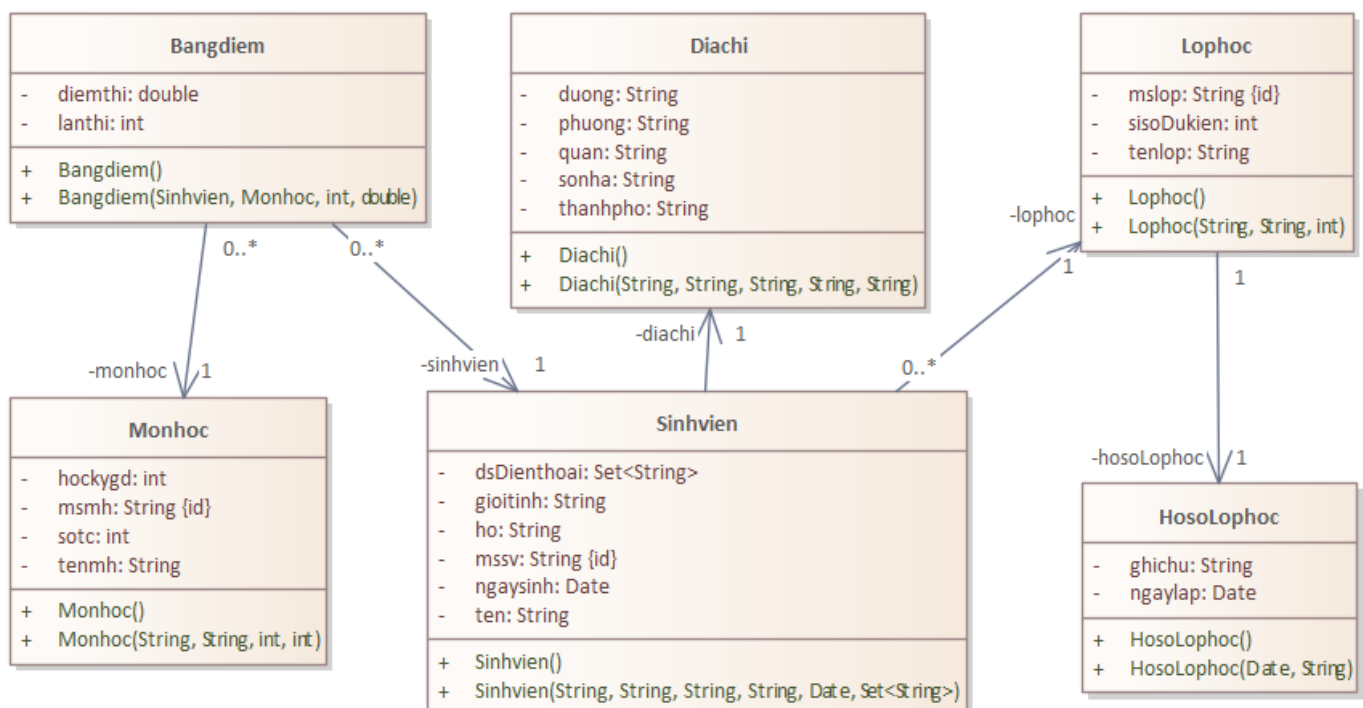 Bangdiem
- diemthi: double
- lanthi: int
+ Bangdiem()
+ Bangdiem(Sinhvien, Monhoc, int, double)
Diachi
- duong: String
- phuong: String
- quan: String
- sonha: String
- thanhpho: String
+ Diachi()
+ Diachi(String, String, String, String, String)
Lophoc
- mslop: String {id}
- sisoDukien: int
- tenlop: String
+ Lophoc()
+ Lophoc(String, String, int)
0..*
0..*
-lophoc
1
1
-monhoc
1
-sinhvien
1
-diachi
1
0..*
-hosoLophoc
1
Monhoc
- hockygd: int
- msmh: String {id}
- sotc: int
- tenmh: String
+ Monhoc()
+ Monhoc(String, String, int, int)
Sinhvien
- dsDienthoai: Set<String>
- gioitinh: String
- ho: String
- mssv: String {id}
- ngaysinh: Date
- ten: String
+ Sinhvien()
+ Sinhvien(String, String, String, String, Date, Set<String>)
HosoLophoc
- ghichu: String
- ngaylap: Date
+ HosoLophoc()
+ HosoLophoc(Date, String)